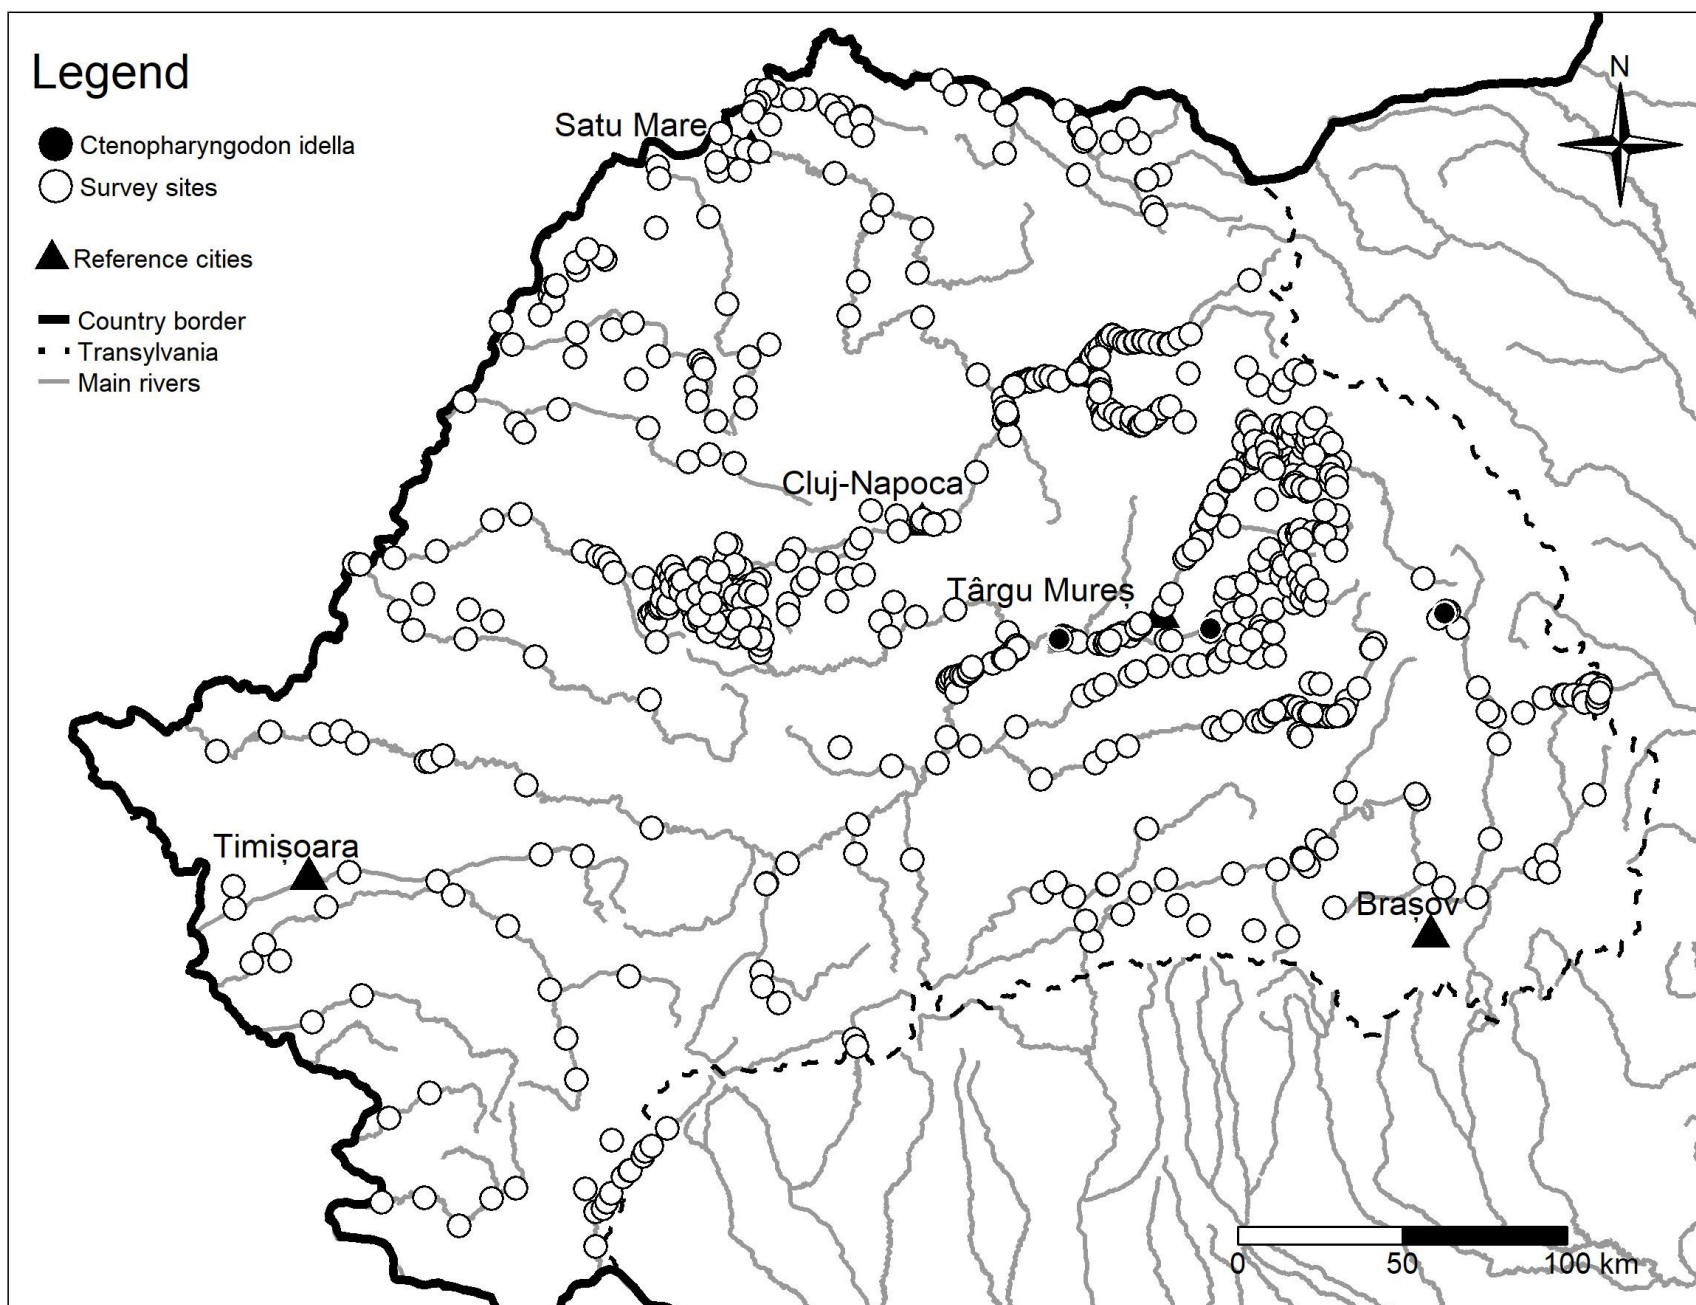 Legend
Ctenopharyngodon idella
Survey sites
Reference cities
Country border
Transylvania
Main rivers
N
Satu Mare
Cluj-Napoca
Târgu Mureș
Timișoara
Brașov
0 50 100 km